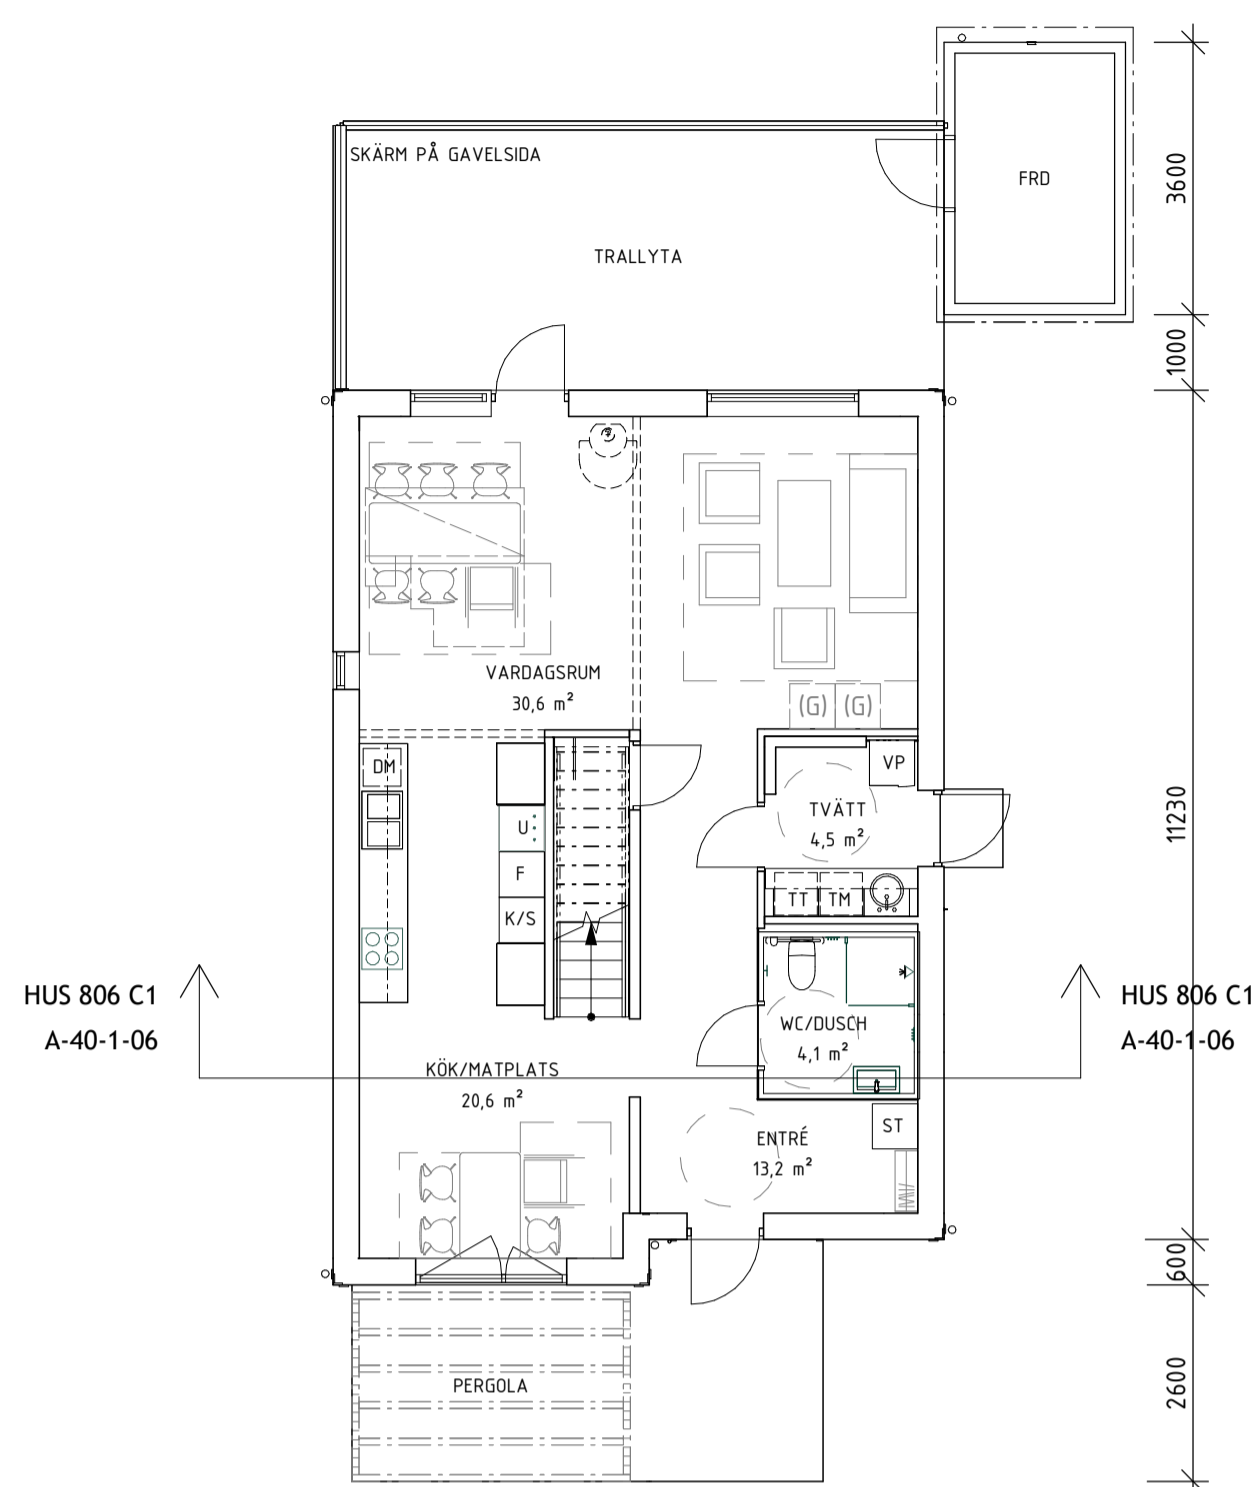 SKÄRM PÅ GAVELSIDA
FRD
3600
TRALLYTA
1000
VARDAGSRUM
30,6 m²
(G) (G)
DM
VP
U
TVÄTT
4,5 m²
11230
F
TT TM
K/S
HUS 806 C1
A-40-1-06
HUS 806 C1
A-40-1-06
WC/DUSCH
4,1 m²
KÖK/MATPLATS
20,6 m²
ST
ENTRÉ
13,2 m²
600
PERGOLA
2600